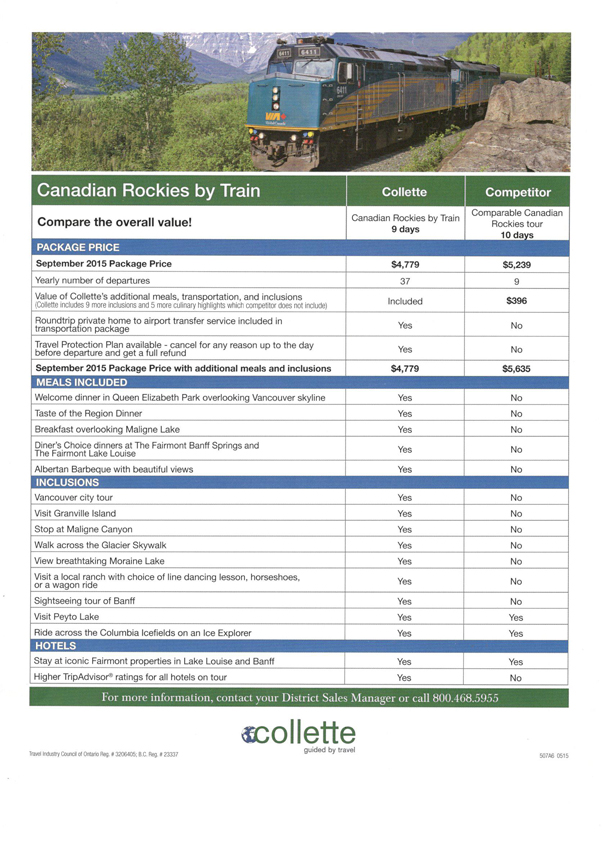 6411 6411
6411
VIA
Canadian Rockies by Train Collette Competitor
Compare the overall value! Canadian Rockies by Train 9 days Comparable Canadian Rockies tour 10 days
PACKAGE PRICE
September 2015 Package Price $4,779 $5,239
Yearly number of departures 37 9
Value of Collette's additional meals, transportation, and inclusions
(Collette includes 9 more inclusions and 5 more culinary highlights which competitor does not include) Included $396
Roundtrip private home to airport transfer service included in
transportation package Yes No
Travel Protection Plan available - cancel for any reason up to the day
before departure and get a full refund Yes No
September 2015 Package Price with additional meals and inclusions $4,779 $5,635
MEALS INCLUDED
Welcome dinner in Queen Elizabeth Park overlooking Vancouver skyline Yes No
Taste of the Region Dinner Yes No
Breakfast overlooking Maligne Lake Yes No
Diner's Choice dinners at The Fairmont Banff Springs and
The Fairmont Lake Louise Yes No
Albertan Barbeque with beautiful views Yes No
INCLUSIONS
Vancouver city tour Yes No
Visit Granville Island Yes No
Stop at Maligne Canyon Yes No
Walk across the Glacier Skywalk Yes No
View breathtaking Moraine Lake Yes No
Visit a local ranch with choice of line dancing lesson, horseshoes,
or a wagon ride Yes No
Sightseeing tour of Banff Yes No
Visit Peyto Lake Yes Yes
Ride across the Columbia Icefields on an Ice Explorer Yes Yes
HOTELS
Stay at iconic Fairmont properties in Lake Louise and Banff Yes Yes
Higher TripAdvisor® ratings for all hotels on tour Yes No
For more information, contact your District Sales Manager or call 800.468.5955
collette
guided by travel
Travel Industry Council of Ontario Reg. # 3206405; B.C. Reg. # 23337 507A6 0515